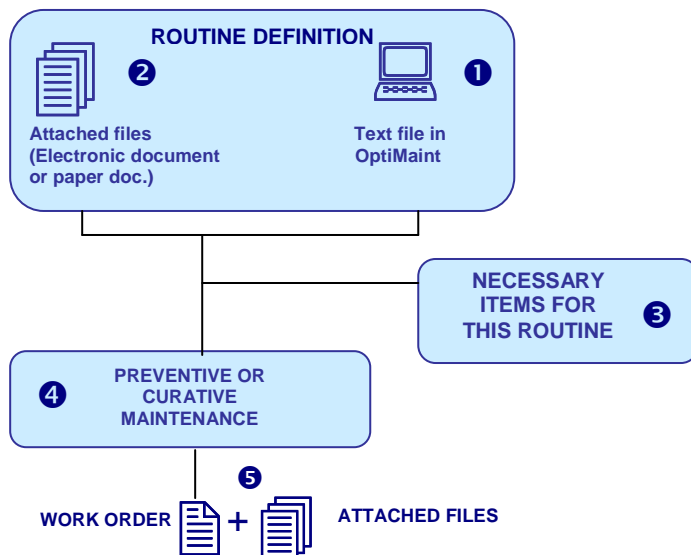 ROUTINE DEFINITION
❷
❶
Attached files
(Electronic document
or paper doc.)
Text file in
OptiMaint
NECESSARY
ITEMS FOR
THIS ROUTINE
❸
❹
PREVENTIVE OR
CURATIVE
MAINTENANCE
❺
WORK ORDER + ATTACHED FILES